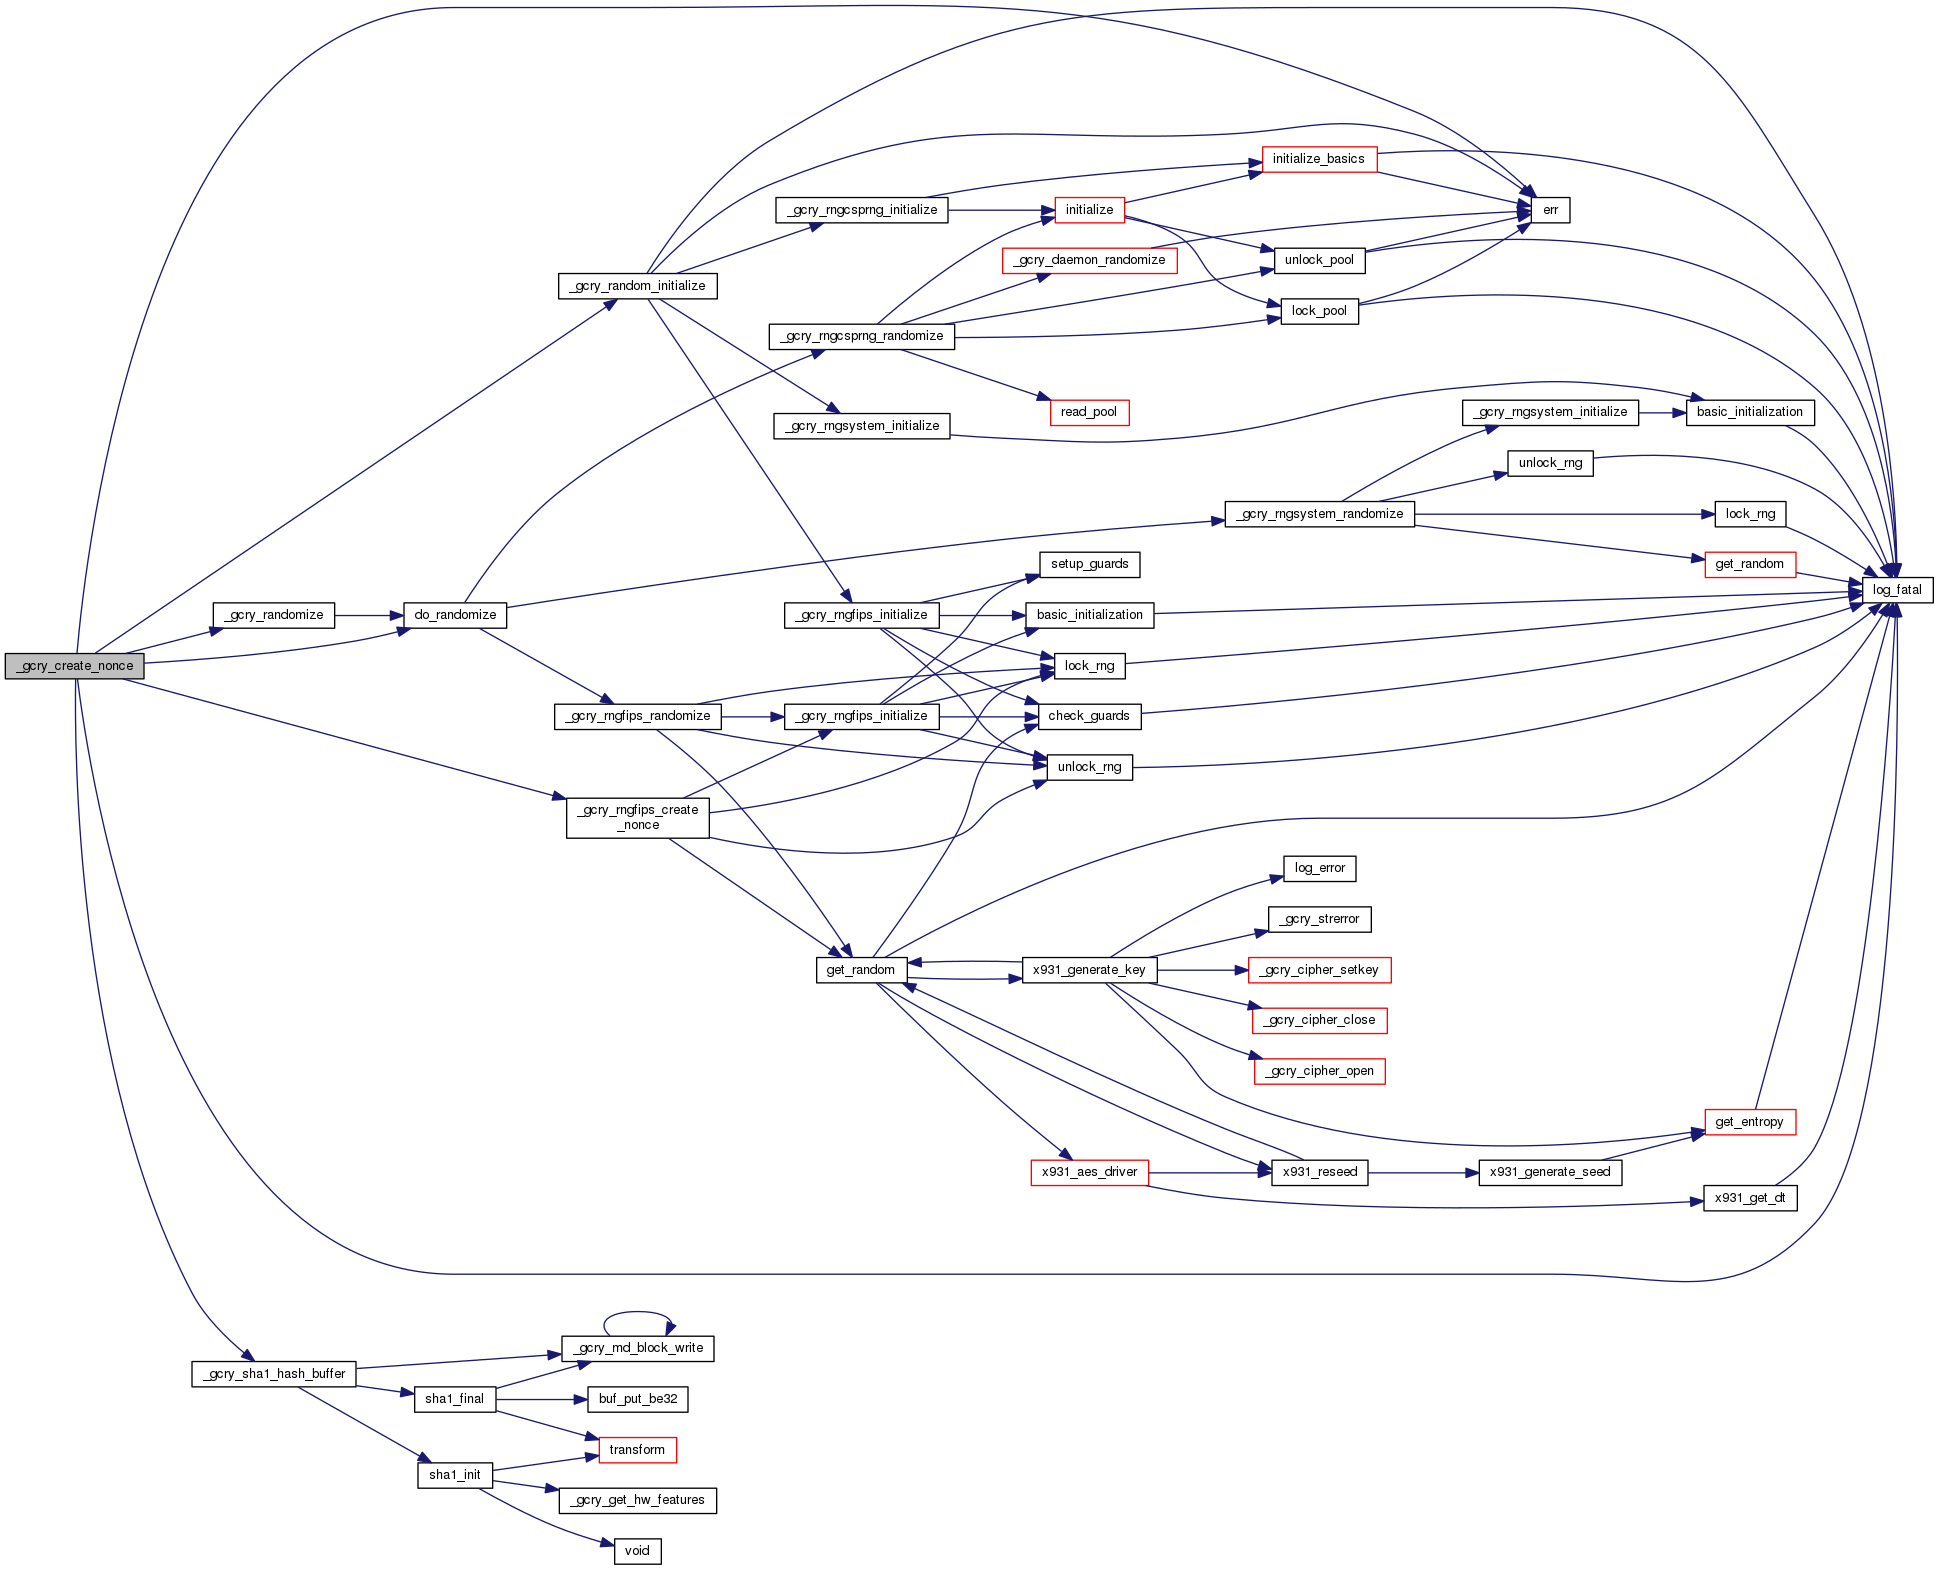 initialize_basics
_gcry_rngcsprng_initialize
initialize
err
_gcry_daemon_randomize
unlock_pool
_gcry_random_initialize
lock_pool
_gcry_rngcsprng_randomize
read_pool
_gcry_rngsystem_initialize
basic_initialization
_gcry_rngsystem_initialize
unlock_rng
_gcry_rngsystem_randomize
lock_rng
setup_guards
get_random
log_fatal
_gcry_randomize
do_randomize
_gcry_rngfips_initialize
basic_initialization
_gcry_create_nonce
lock_rng
_gcry_rngfips_randomize
_gcry_rngfips_initialize
check_guards
unlock_rng
_gcry_rngfips_create
_nonce
log_error
_gcry_strerror
get_random
x931_generate_key
_gcry_cipher_setkey
_gcry_cipher_close
_gcry_cipher_open
get_entropy
x931_aes_driver
x931_reseed
x931_generate_seed
x931_get_dt
_gcry_md_block_write
_gcry_sha1_hash_buffer
sha1_final
buf_put_be32
transform
sha1_init
_gcry_get_hw_features
void